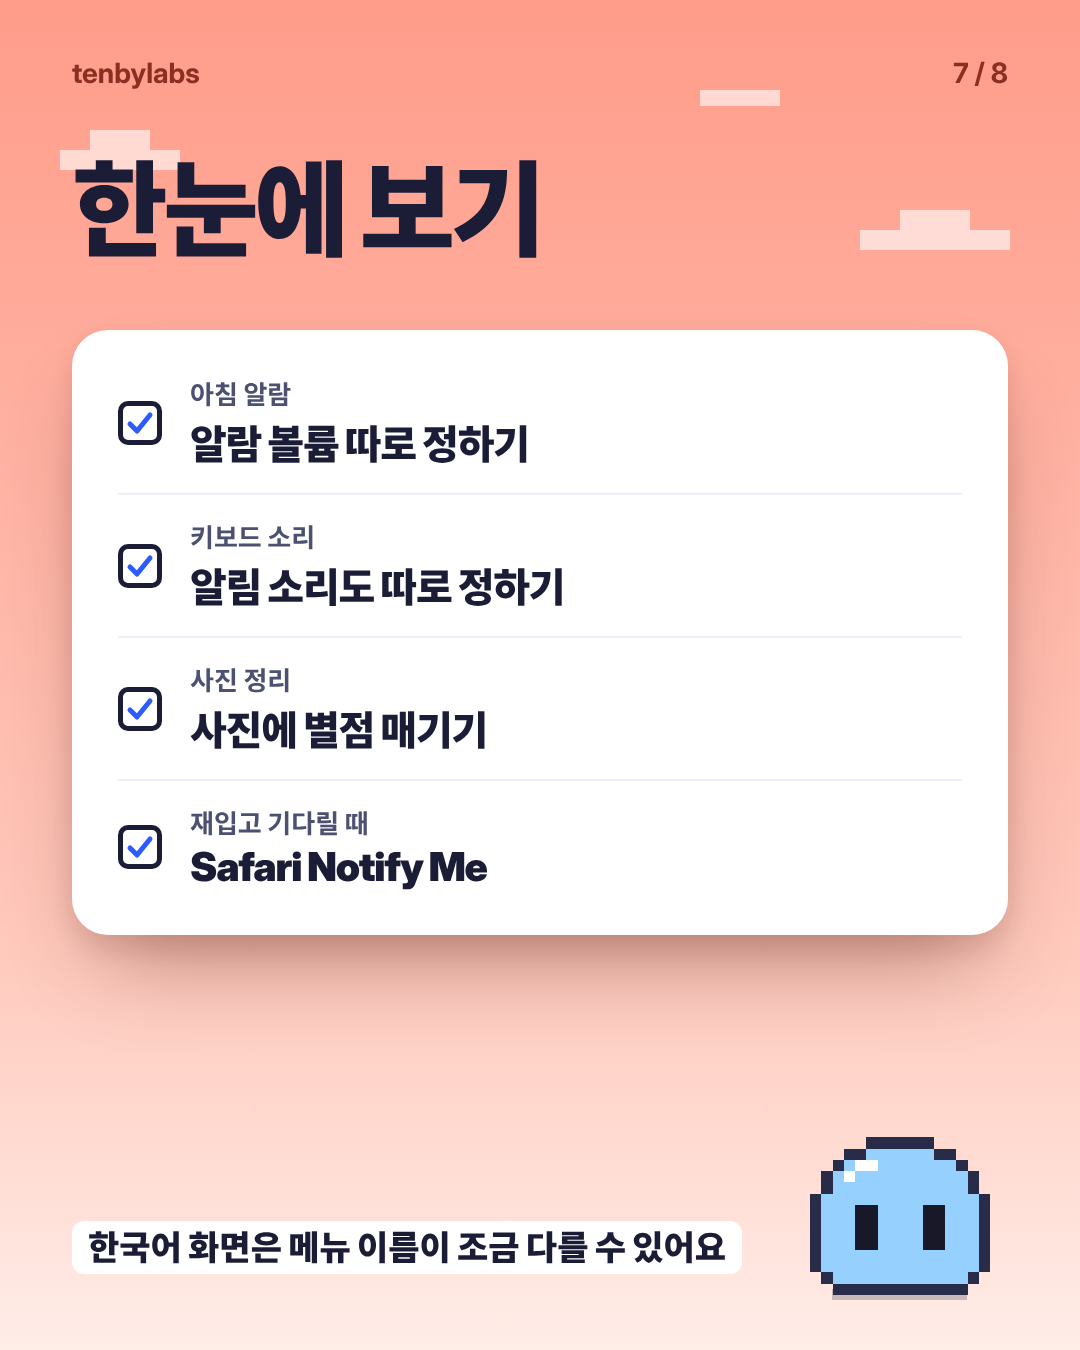 tenbylabs
7 / 8
한눈에 보기
아침 알람
알람 볼륨 따로 정하기
키보드 소리
알림 소리도 따로 정하기
사진 정리
사진에 별점 매기기
재입고 기다릴 때
Safari Notify Me
한국어 화면은 메뉴 이름이 조금 다를 수 있어요